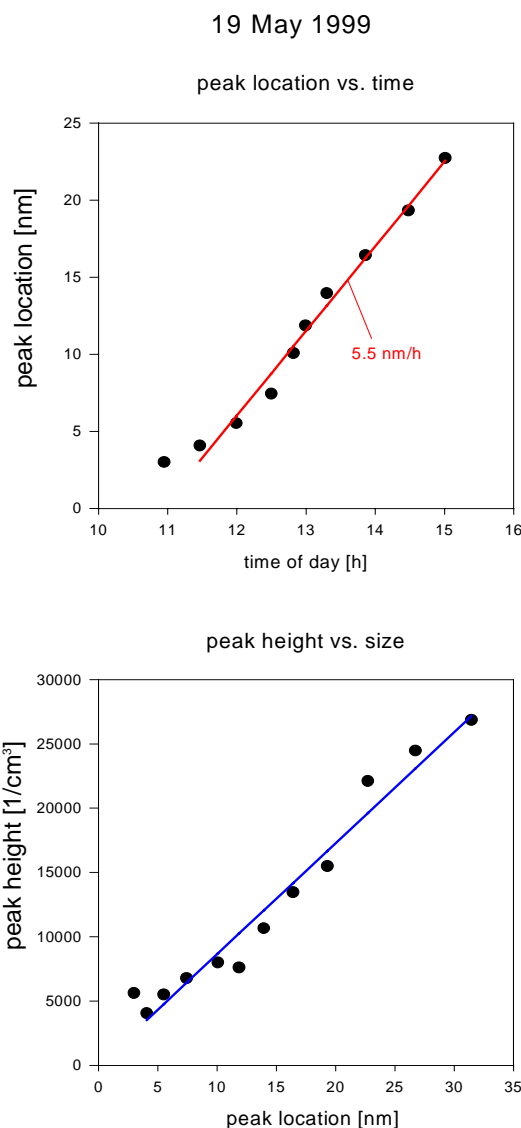 19 May 1999
peak location vs. time
peak location [nm]
25
20
15
10
5
0
5.5 nm/h
10 11 12 13 14 15 16
time of day [h]
peak height vs. size
peak height [1/cm³]
30000
25000
20000
15000
10000
5000
0
0 5 10 15 20 25 30 35
peak location [nm]